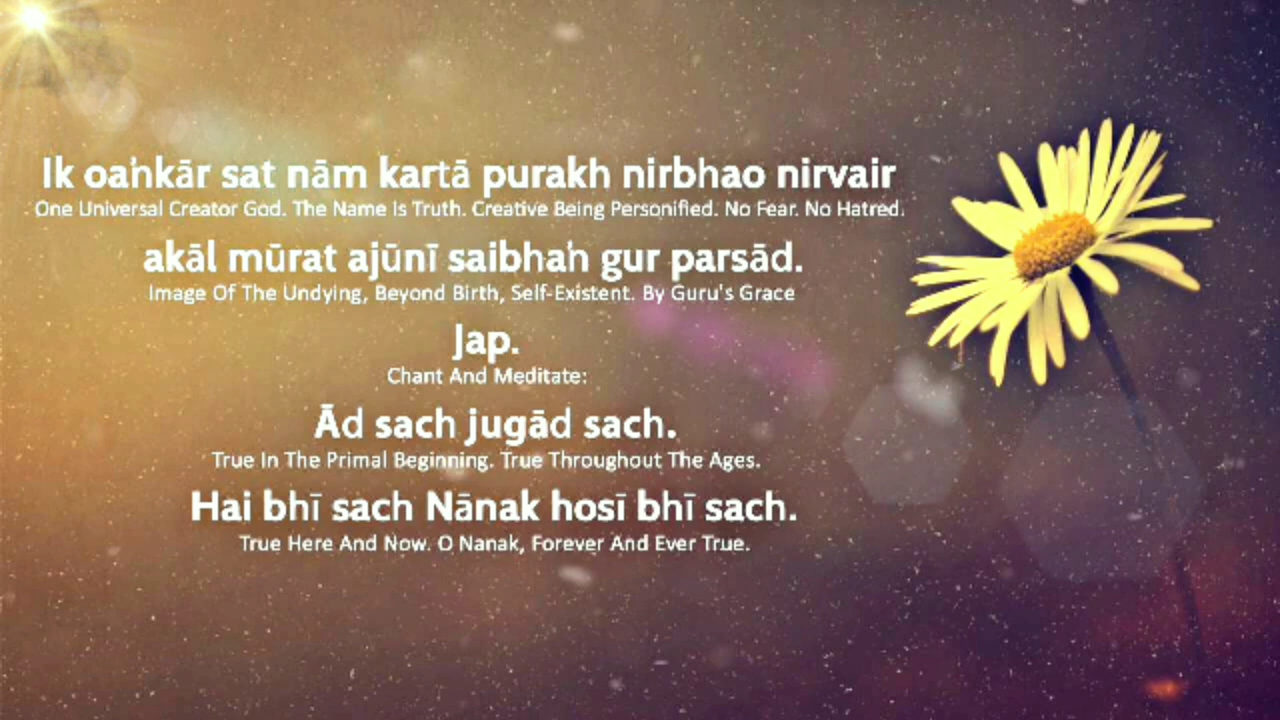 Ik oaʼnkār sat nām kartā purakh nirbhao nirvair
One Universal Creator God. The Name Is Truth. Creative Being Personified. No Fear. No Hatred.
akāl mūrat ajūnī saibhaʼn gur parsād.
Image Of The Undying, Beyond Birth, Self-Existent. By Guru's Grace
Jap.
Chant And Meditate:
Ād sach jugād sach.
True In The Primal Beginning. True Throughout The Ages.
Hai bhī sach Nānak hosī bhī sach.
True Here And Now. O Nanak, Forever And Ever True.